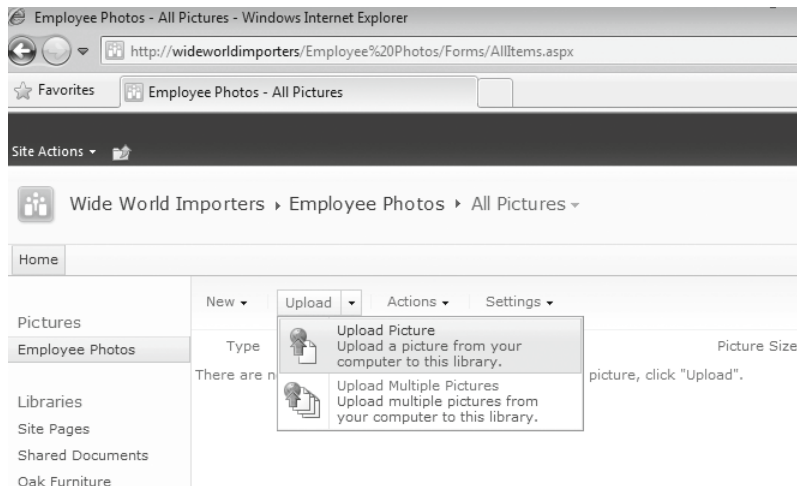 Employee Photos - All Pictures - Windows Internet Explorer
http://wideworldimporters/Employee%20Photos/Forms/AllItems.aspx
Favorites
Employee Photos - All Pictures
Site Actions
Wide World Importers Employee Photos All Pictures
Home
New Upload Actions Settings
Pictures
Employee Photos
Libraries
Site Pages
Shared Documents
Oak Furniture
Type Picture Size
There are n picture, click "Upload".
Upload Picture
Upload a picture from your
computer to this library.
Upload Multiple Pictures
Upload multiple pictures from
your computer to this library.